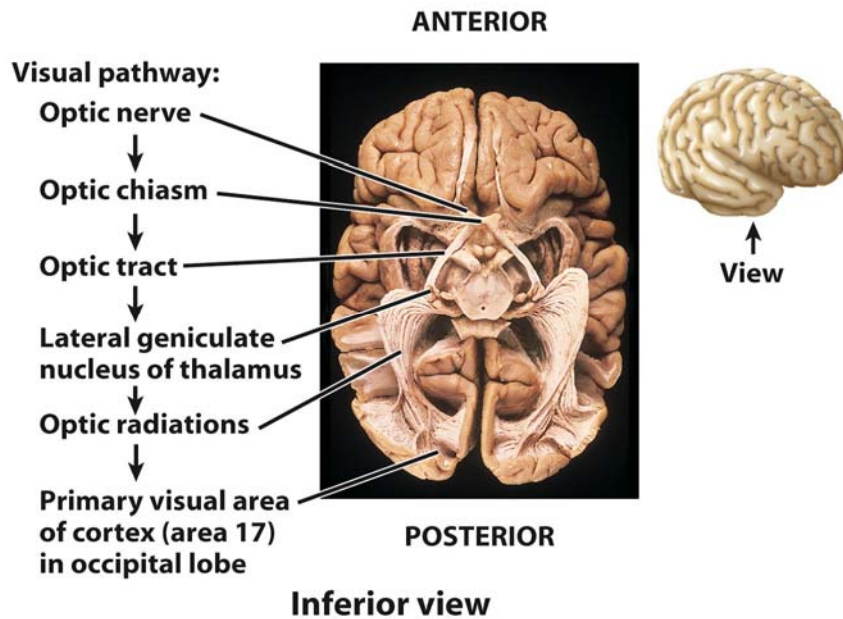 ANTERIOR
Visual pathway:
Optic nerve
Optic chiasm
Optic tract
Lateral geniculate
nucleus of thalamus
Optic radiations
Primary visual area
of cortex (area 17)
in occipital lobe
View
POSTERIOR
Inferior view